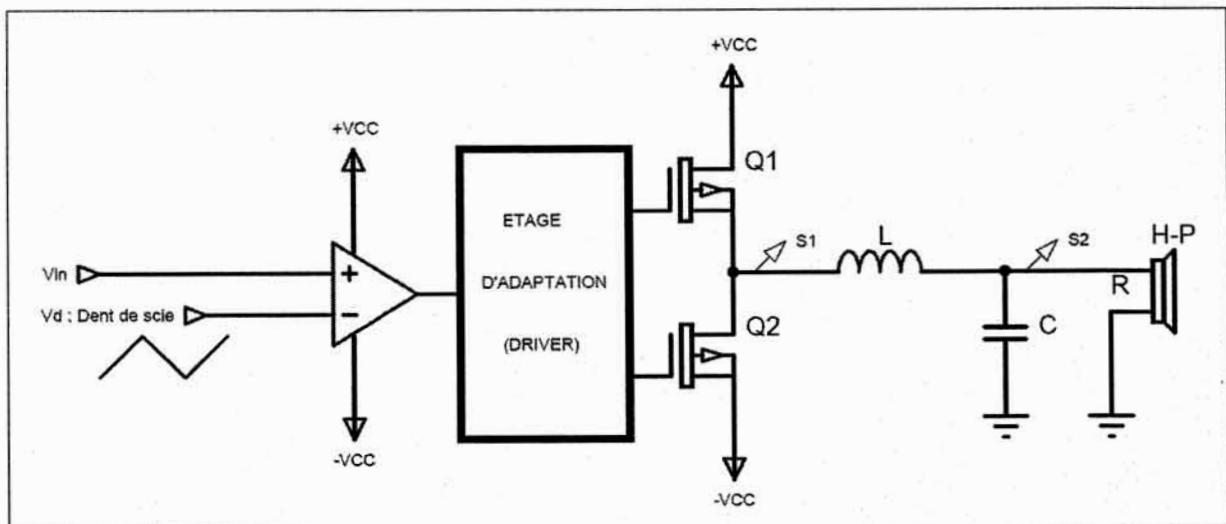 +VCC
+VCC
Q1
ETAGE
D'ADAPTATION
(DRIVER)
S1
L
S2
H-P
R
Vin
+
Vd : Dent de scie
−
Q2
C
-VCC
-VCC